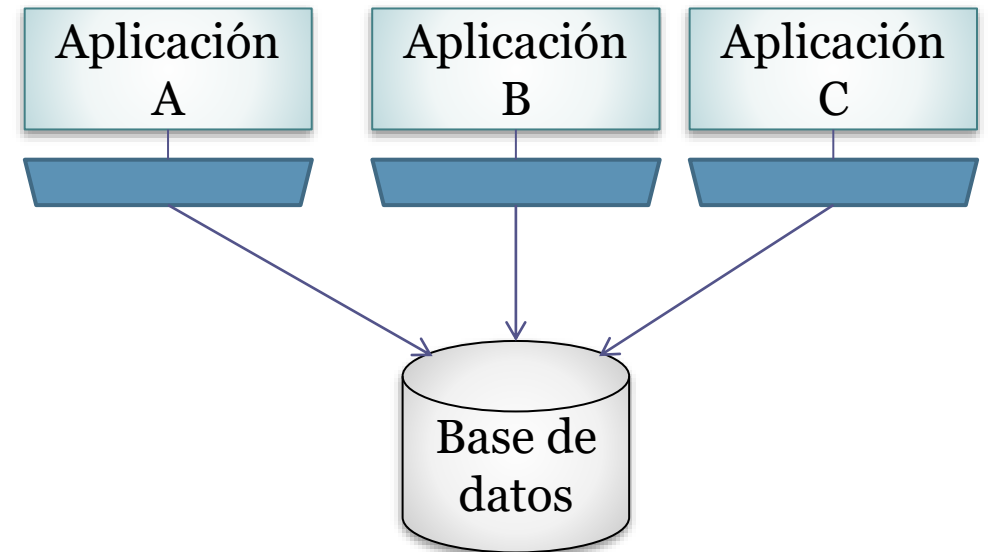 Aplicación
A
Aplicación
B
Aplicación
C
Base de
datos